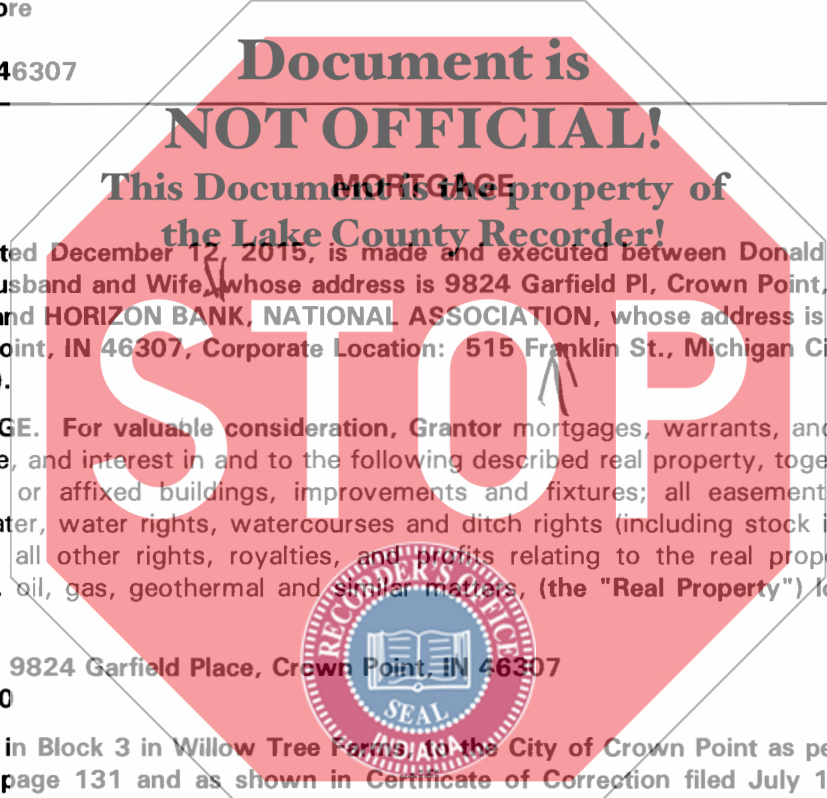 ore
46307
Document is
NOT OFFICIAL!
MORTGAGE
This Document is the property of
the Lake County Recorder!
ted December 12, 2015, is made and executed between Donald
usband and Wife, whose address is 9824 Garfield Pl, Crown Point,
and HORIZON BANK, NATIONAL ASSOCIATION, whose address is
oint, IN 46307, Corporate Location: 515 Franklin St., Michigan Ci
).
STOP
GE. For valuable consideration, Grantor mortgages, warrants, and
e, and interest in and to the following described real property, toge
or affixed buildings, improvements and fixtures; all easement
ater, water rights, watercourses and ditch rights (including stock i
all other rights, royalties, and profits relating to the real prope
, oil, gas, geothermal and similar matters, (the "Real Property") lo
RECORDER'S OFFICE
9824 Garfield Place, Crown Point, IN 46307
0
SEAL
INDIANA
in Block 3 in Willow Tree Farms, to the City of Crown Point as pe
page 131 and as shown in Certificate of Correction filed July 1